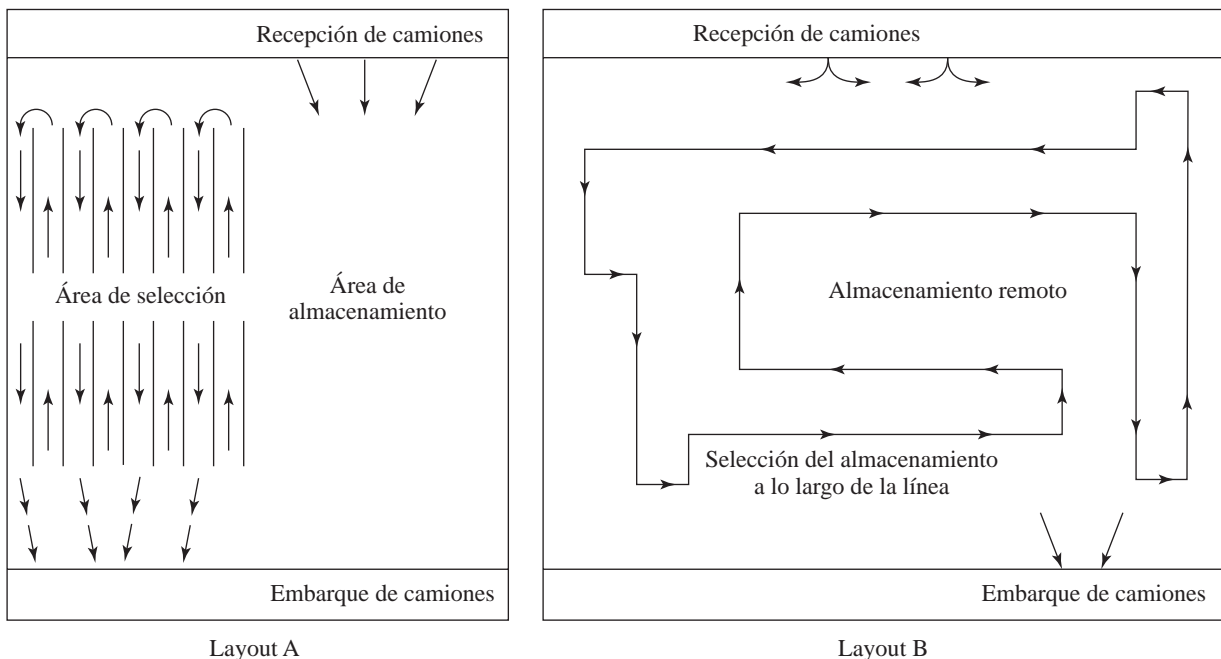 Recepción de camiones
Área de selección
Área de
almacenamiento
Embarque de camiones
Layout A
Recepción de camiones
Almacenamiento remoto
Selección del almacenamiento
a lo largo de la línea
Embarque de camiones
Layout B